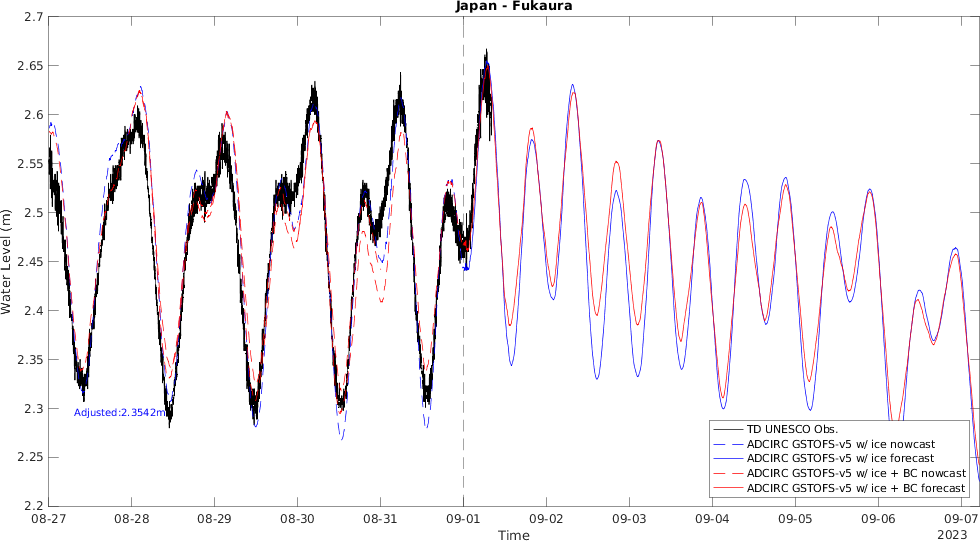 Japan - Fukaura
2.7
2.65
2.6
2.55
2.5
2.45
2.4
2.35
2.3
2.25
2.2
Water Level (m)
Adjusted:2.3542m
TD UNESCO Obs.
ADCIRC GSTOFS-v5 w/ ice nowcast
ADCIRC GSTOFS-v5 w/ ice forecast
ADCIRC GSTOFS-v5 w/ ice + BC nowcast
ADCIRC GSTOFS-v5 w/ ice + BC forecast
08-27 08-28 08-29 08-30 08-31 09-01 09-02 09-03 09-04 09-05 09-06 09-07
Time
2023